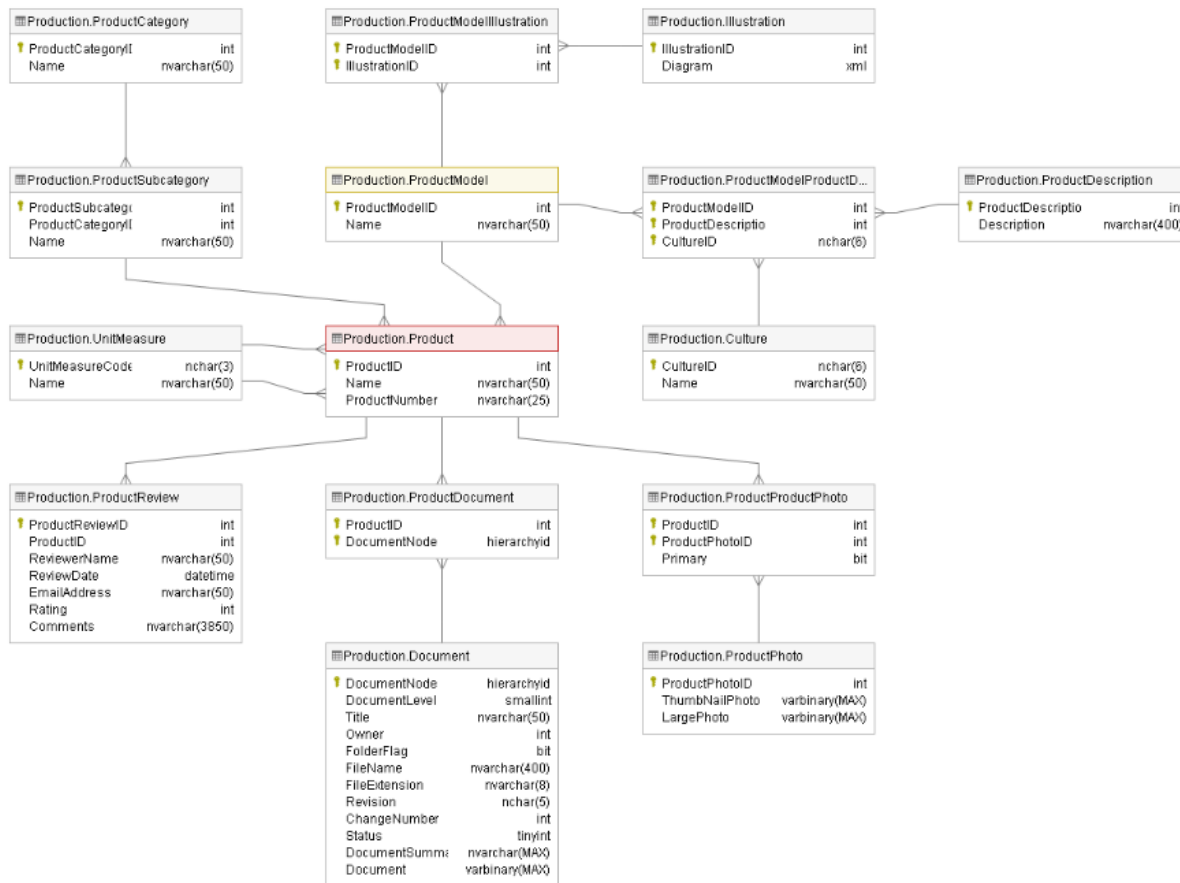 Production.ProductCategory
ProductCategoryI
int
Name
nvarchar(50)
Production.ProductModelIllustration
ProductModelID
int
IllustrationID
int
Production.Illustration
IllustrationID
int
Diagram
xml
Production.ProductSubcategory
ProductSubcateg
int
ProductCategoryI
int
Name
nvarchar(50)
Production.ProductModel
ProductModelID
int
Name
nvarchar(50)
Production.ProductModelProductD...
ProductModelID
int
ProductDescriptio
int
CultureID
nchar(6)
Production.ProductDescription
ProductDescriptio
int
Description
nvarchar(400)
Production.UnitMeasure
UnitMeasureCode
nchar(3)
Name
nvarchar(50)
Production.Product
ProductID
int
Name
nvarchar(50)
ProductNumber
nvarchar(25)
Production.Culture
CultureID
nchar(6)
Name
nvarchar(50)
Production.ProductReview
ProductReviewID
int
ProductID
int
ReviewerName
nvarchar(50)
ReviewDate
datetime
EmailAddress
nvarchar(50)
Rating
int
Comments
nvarchar(3850)
Production.ProductDocument
ProductID
int
DocumentNode
hierarchyid
Production.ProductProductPhoto
ProductID
int
ProductPhotoID
int
Primary
bit
Production.Document
DocumentNode
hierarchyid
DocumentLevel
smallint
Title
nvarchar(50)
Owner
int
FolderFlag
bit
FileName
nvarchar(400)
FileExtension
nvarchar(8)
Revision
nchar(5)
ChangeNumber
int
Status
tinyint
DocumentSumma
nvarchar(MAX)
Document
varbinary(MAX)
Production.ProductPhoto
ProductPhotoID
int
ThumbNailPhoto
varbinary(MAX)
LargePhoto
varbinary(MAX)